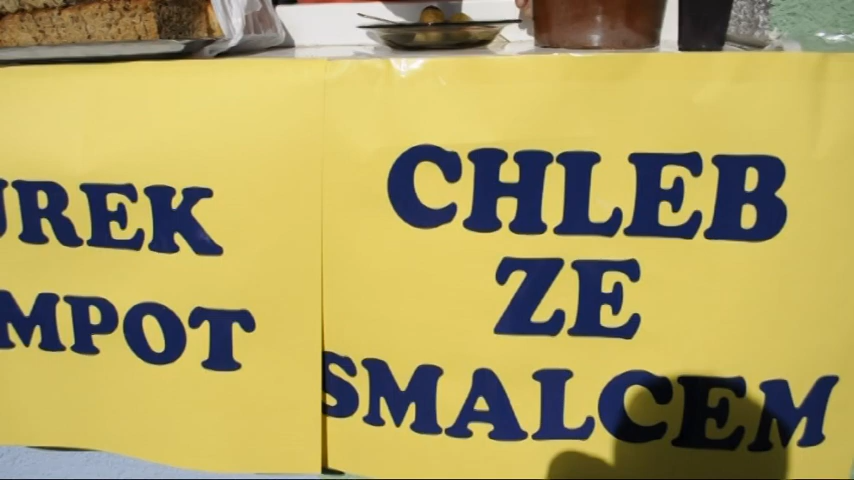 UREK
MPOT
CHLEB
ZE
SMALCEM